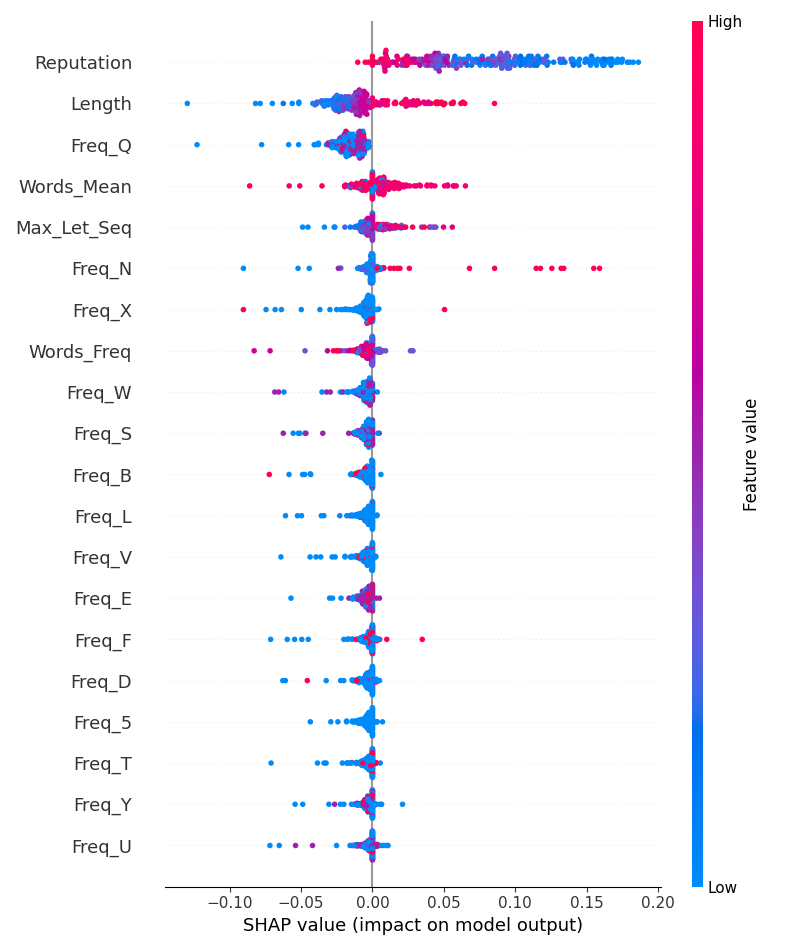 High
Reputation
Length
Freq_Q
Words_Mean
Max_Let_Seq
Freq_N
Freq_X
Words_Freq
Freq_W
Freq_S
Freq_B
Freq_L
Freq_V
Freq_E
Freq_F
Freq_D
Freq_5
Freq_T
Freq_Y
Freq_U
Feature value
Low
−0.10 −0.05 0.00 0.05 0.10 0.15 0.20
SHAP value (impact on model output)